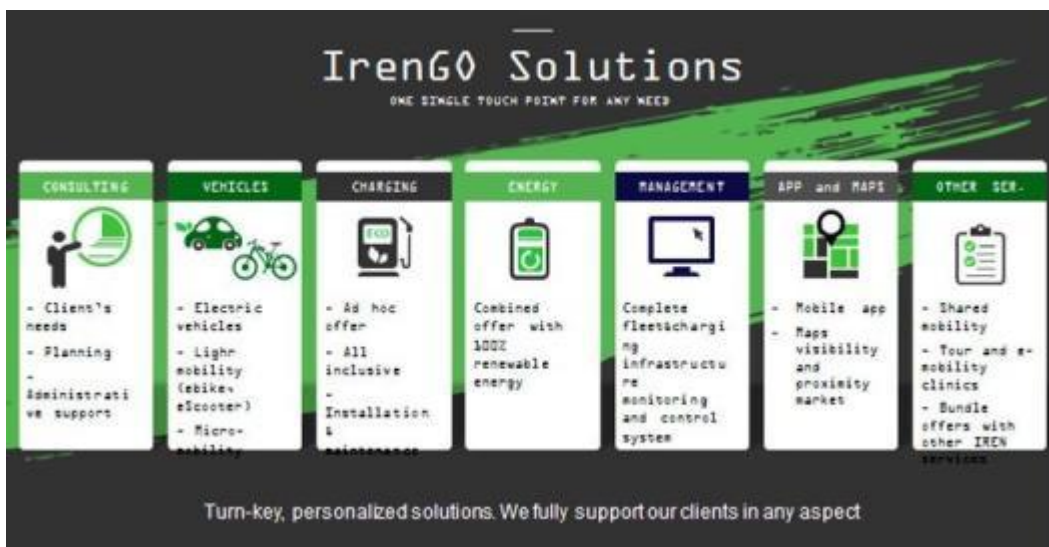 IrenGO Solutions
ONE SINGLE TOUCH POINT FOR ANY NEED
CONSULTING
- Client's
needs
- Planning
-
Administrati
ve support
VEHICLES
- Electric
vehicles
- Lighr
mobility
(ebike,
eScooter)
- Micro-
mobility
CHARGING
ECO
- Ad hoc
offer
- All
inclusive
-
Installation
&
maintenance
ENERGY
Combined
offer with
100%
renewable
energy
MANAGEMENT
Complete
fleet&chargi
ng
infrastructu
re
monitoring
and control
system
APP and MAPS
- Mobile app
- Maps
visibility
and
proximity
market
OTHER SER-
- Shared
mobility
- Tour and e-
mobility
clinics
- Bundle
offers with
other IREN
services
Turn-key, personalized solutions. We fully support our clients in any aspect